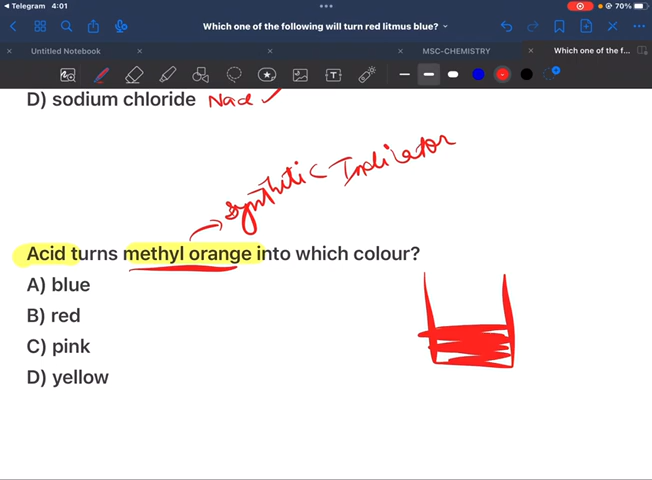 Telegram 4:01
70%
Which one of the following will turn red litmus blue?
Untitled Notebook
MSC-CHEMISTRY
Which one of the f...
D) sodium chloride Nacl
Synthetic Indicator
Acid turns methyl orange into which colour?
A) blue
B) red
C) pink
D) yellow